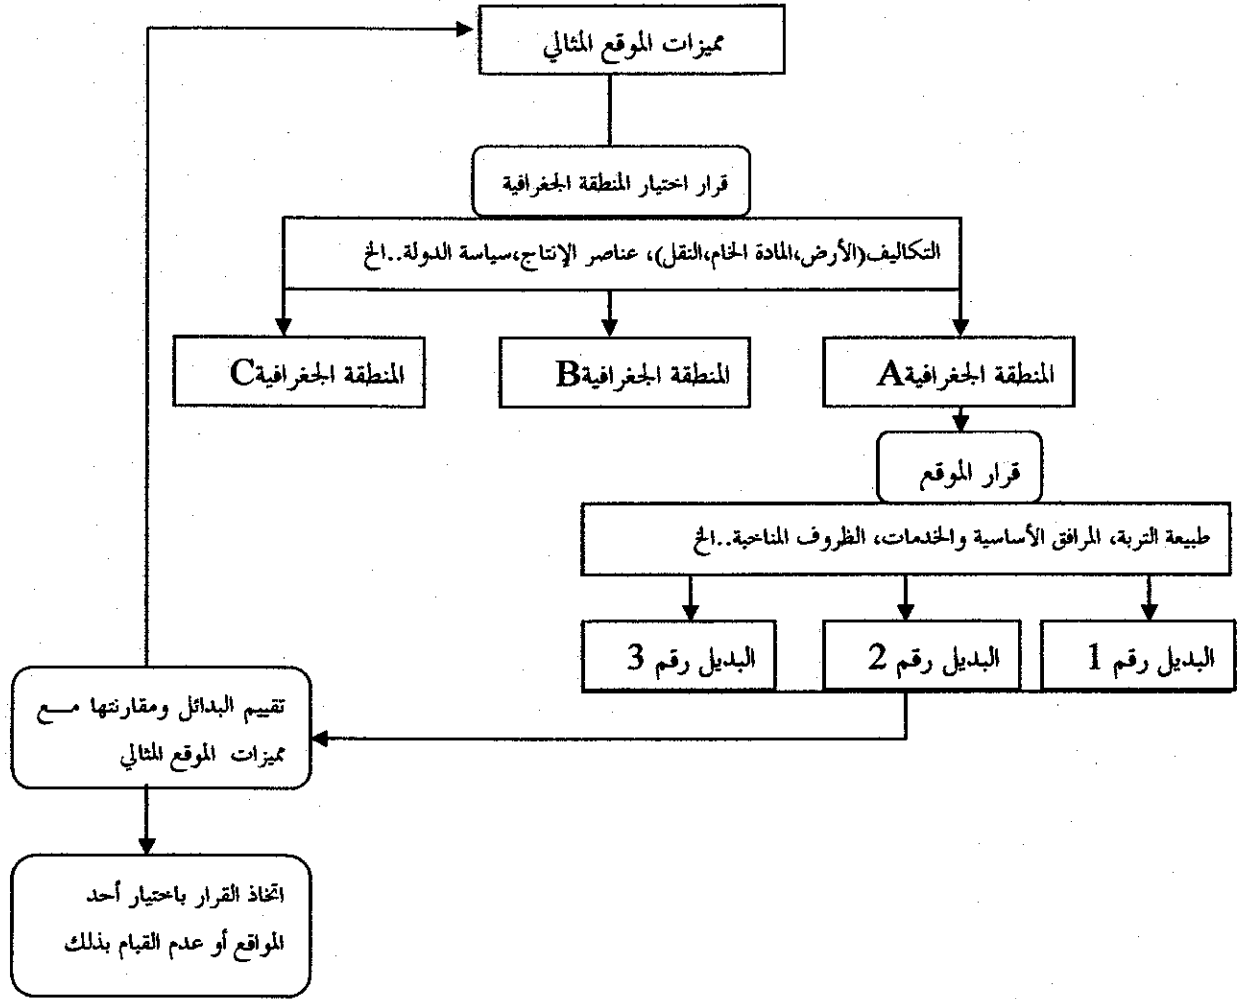 مميزات الموقع المثالي
قرار اختيار المنطقة الجغرافية
التكاليف(الأرض،المادة الخام،النقل)، عناصر الإنتاج،سياسة الدولة..الخ
المنطقة الجغرافيةA
المنطقة الجغرافيةB
المنطقة الجغرافيةC
قرار الموقع
طبيعة التربة، المرافق الأساسية والخدمات، الظروف المناخية..الخ
البديل رقم 1
البديل رقم 2
البديل رقم 3
تقييم البدائل ومقارنتها مـــع
مميزات الموقع المثالي
اتخاذ القرار باختيار أحد
المواقع أو عدم القيام بذلك